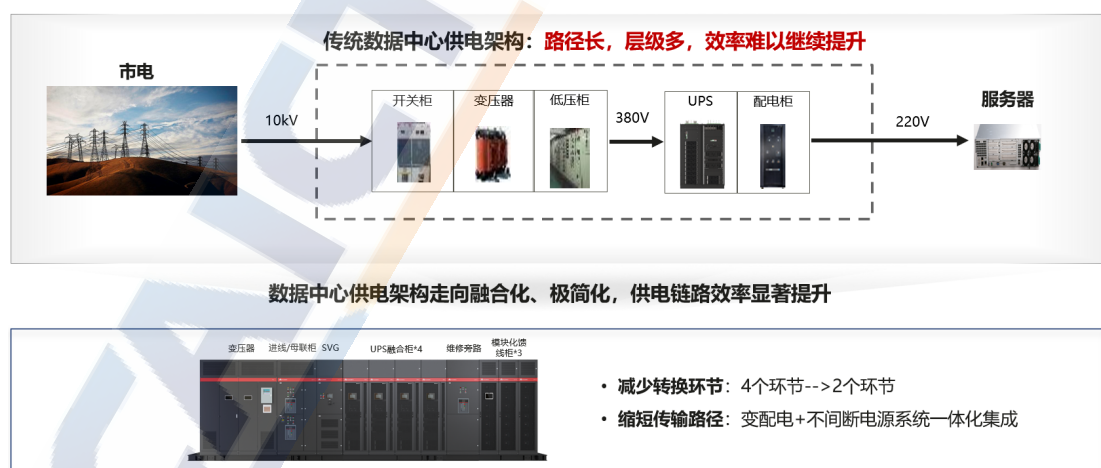 传统数据中心供电架构：路径长，层级多，效率难以继续提升
市电
10kV
开关柜
变压器
低压柜
380V
UPS
配电柜
220V
服务器
数据中心供电架构走向融合化、极简化，供电链路效率显著提升
变压器
进线/母联柜
SVG
UPS融合柜*4
维修旁路
模块化馈
线柜*3
• 减少转换环节：4个环节-->2个环节
• 缩短传输路径：变配电+不间断电源系统一体化集成
CAICT